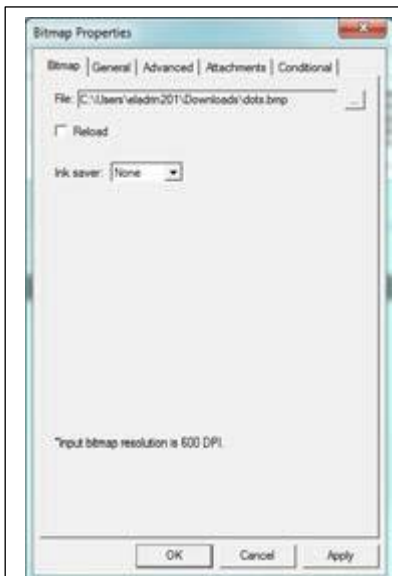 Bitmap Properties
Bitmap General Advanced Attachments Conditional
File: C:\Users\eladm201\Downloads\dots.bmp ...
Reload
Ink saver: None
*Input bitmap resolution is 600 DPI.
OK Cancel Apply